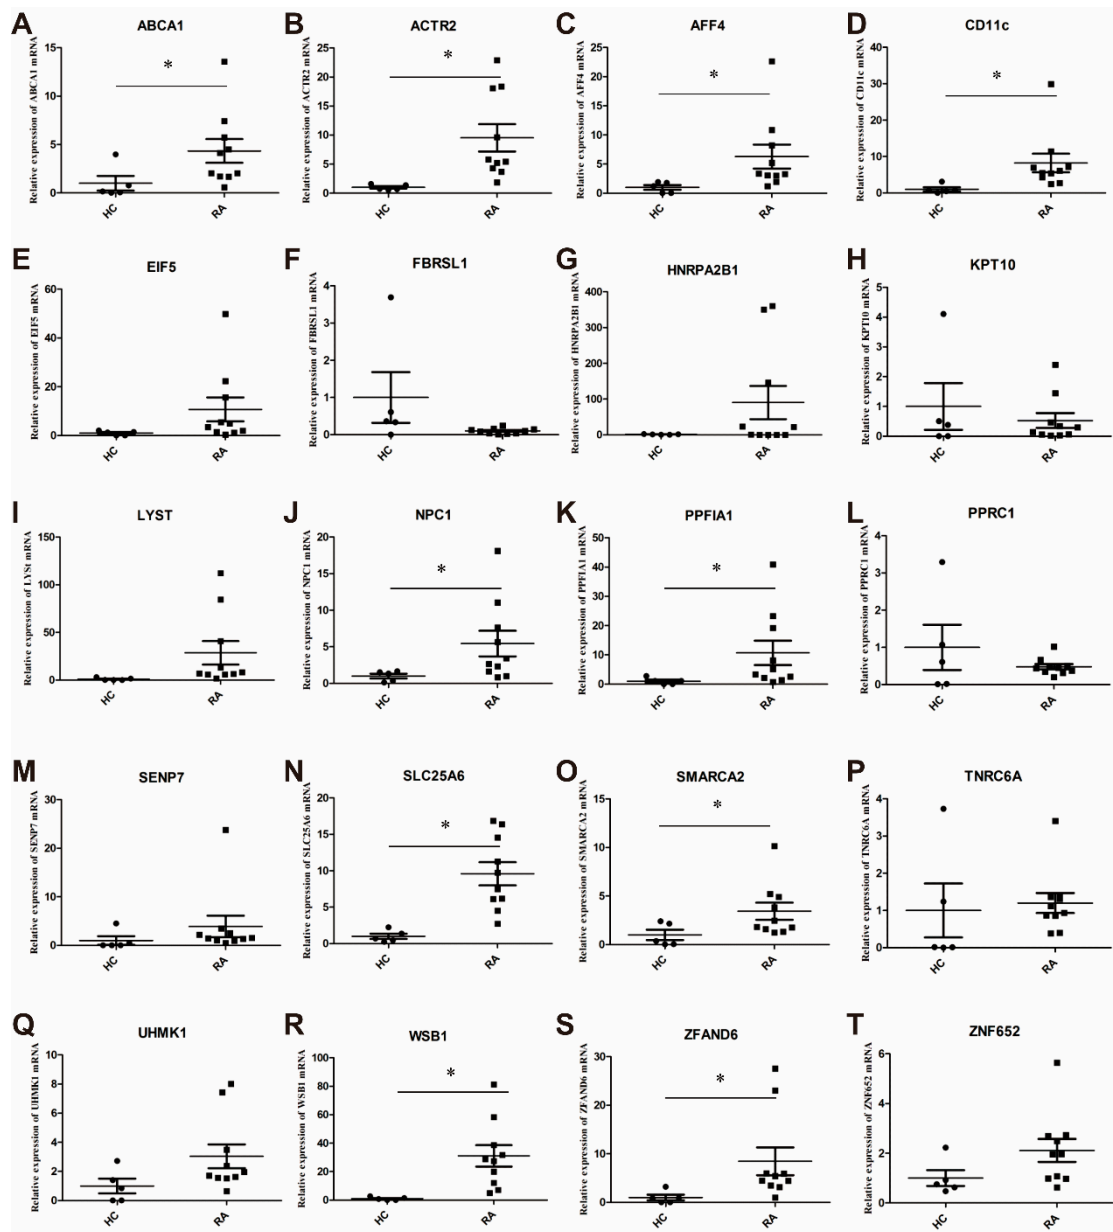 A
ABCA1
Relative expression of ABCA1 mRNA
15
10
5
0
*
HC
RA
B
ACTR2
Relative expression of ACTR2 mRNA
25
20
15
10
5
0
*
HC
RA
C
AFF4
Relative expression of AFF4 mRNA
25
20
15
10
5
0
*
HC
RA
D
CD11c
Relative expression of CD11c mRNA
40
30
20
10
0
*
HC
RA
E
EIF5
Relative expression of EIF5 mRNA
60
40
20
0
HC
RA
F
FBRSL1
Relative expression of FBRSL1 mRNA
4
3
2
1
0
HC
RA
G
HNRPA2B1
Relative expression of HNRPA2B1 mRNA
400
300
200
100
0
HC
RA
H
KPT10
Relative expression of KPT10 mRNA
5
4
3
2
1
0
HC
RA
I
LYST
Relative expression of LYSt mRNA
150
100
50
0
HC
RA
J
NPC1
Relative expression of NPC1 mRNA
20
15
10
5
0
*
HC
RA
K
PPFIA1
Relative expression of PPFIA1 mRNA
50
40
30
20
10
0
*
HC
RA
L
PPRC1
Relative expression of PPRC1 mRNA
4
3
2
1
0
HC
RA
M
SENP7
Relative expression of SENP7 mRNA
30
20
10
0
HC
RA
N
SLC25A6
Relative expression of SLC25A6 mRNA
20
15
10
5
0
*
HC
RA
O
SMARCA2
Relative expression of SMARCA2 mRNA
15
10
5
0
*
HC
RA
P
TNRC6A
Relative expression of TNRC6A mRNA
4
3
2
1
0
HC
RA
Q
UHMK1
Relative expression of UHMK1 mRNA
10
8
6
4
2
0
HC
RA
R
WSB1
Relative expression of WSB1 mRNA
100
80
60
40
20
0
*
HC
RA
S
ZFAND6
Relative expression of ZFAND6 mRNA
30
20
10
0
*
HC
RA
T
ZNF652
Relative expression of ZNF652 mRNA
6
4
2
0
HC
RA